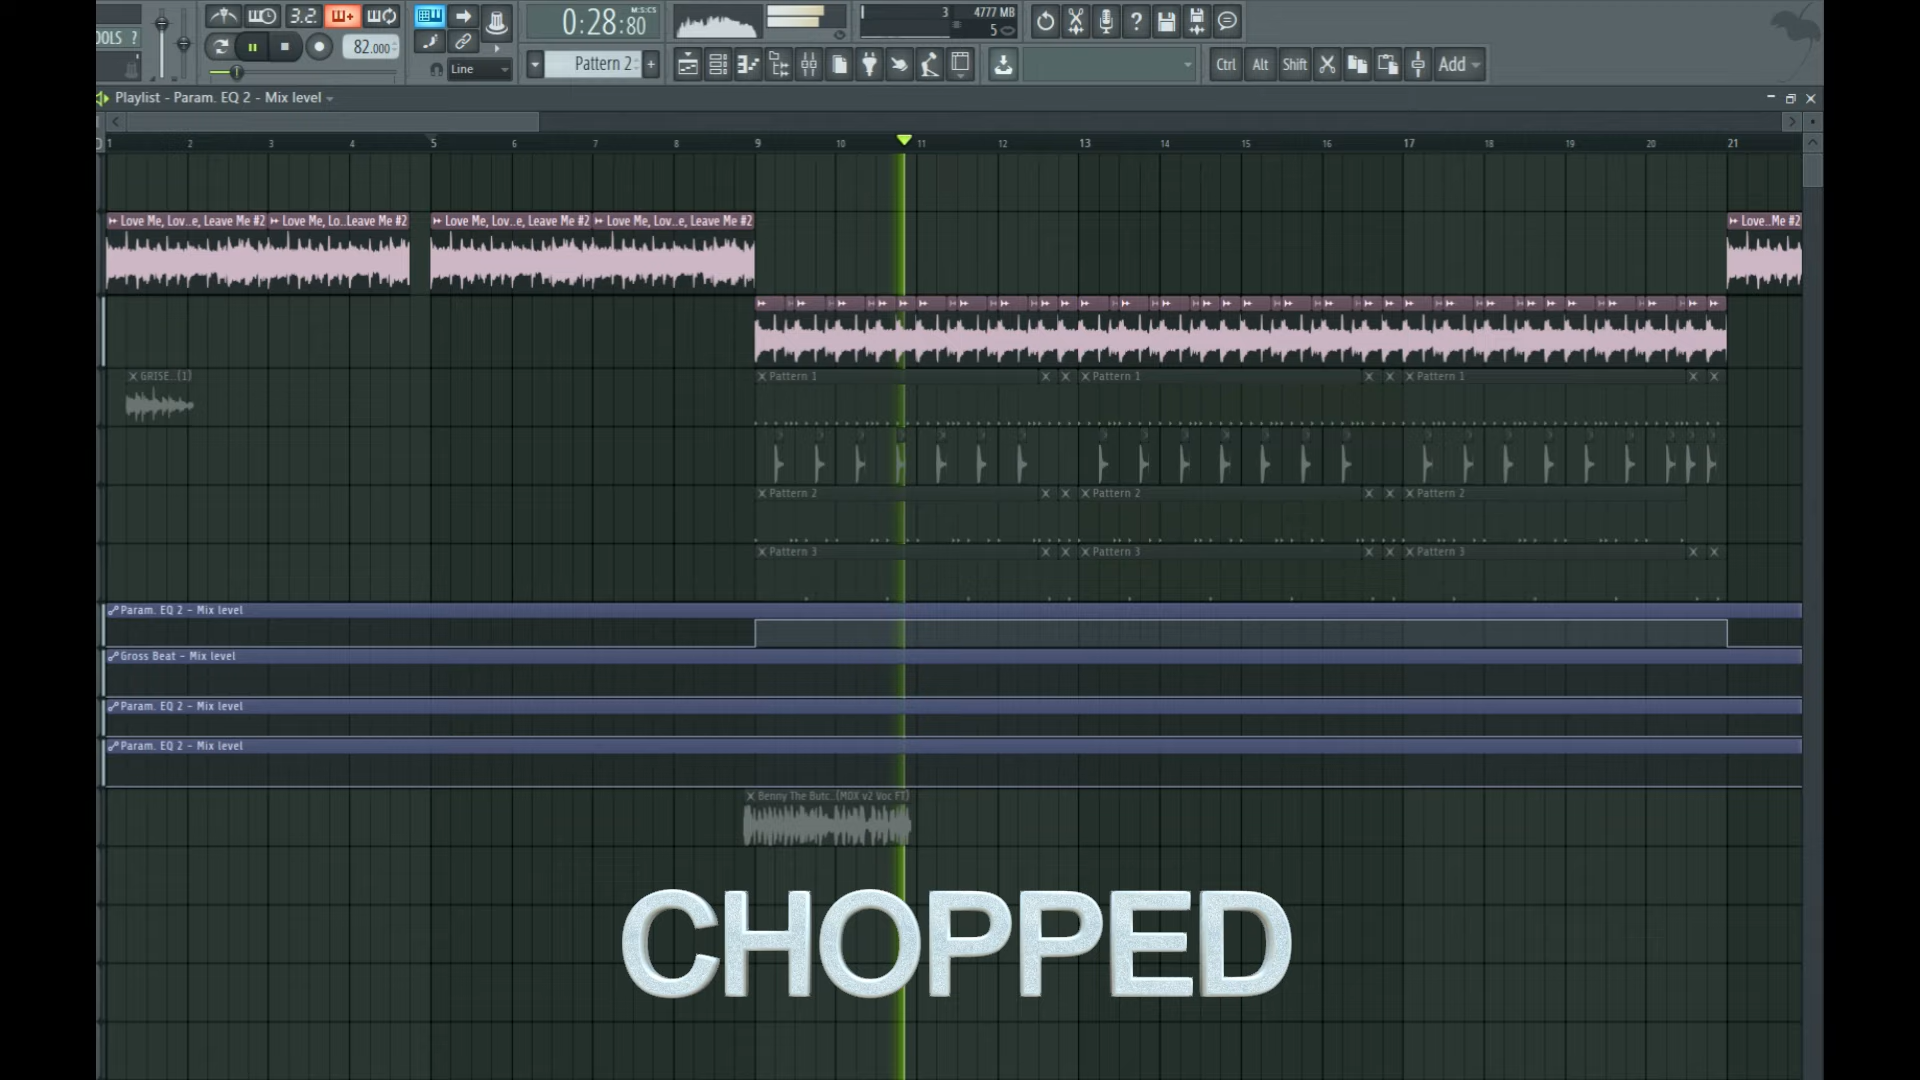 OOLS ?
3.2.
82.000
Line
0:28:80
M:S:CS
Pattern 2
3
4777 MB
5
Ctrl
Alt
Shift
Add
Playlist - Param. EQ 2 - Mix level
1 2 3 4 5 6 7 8 9 10 11 12 13 14 15 16 17 18 19 20 21
Love Me, Lov..e, Leave Me #2
Love Me, Lo..Leave Me #2
Love Me, Lov..e, Leave Me #2
Love Me, Lov..e, Leave Me #2
Love..Me #2
GRISE..(1)
Pattern 1
Pattern 1
Pattern 1
Pattern 2
Pattern 2
Pattern 2
Pattern 3
Pattern 3
Pattern 3
Param. EQ 2 - Mix level
Gross Beat - Mix level
Param. EQ 2 - Mix level
Param. EQ 2 - Mix level
Benny The Butc..(MOX v2 Voc FT)
CHOPPED